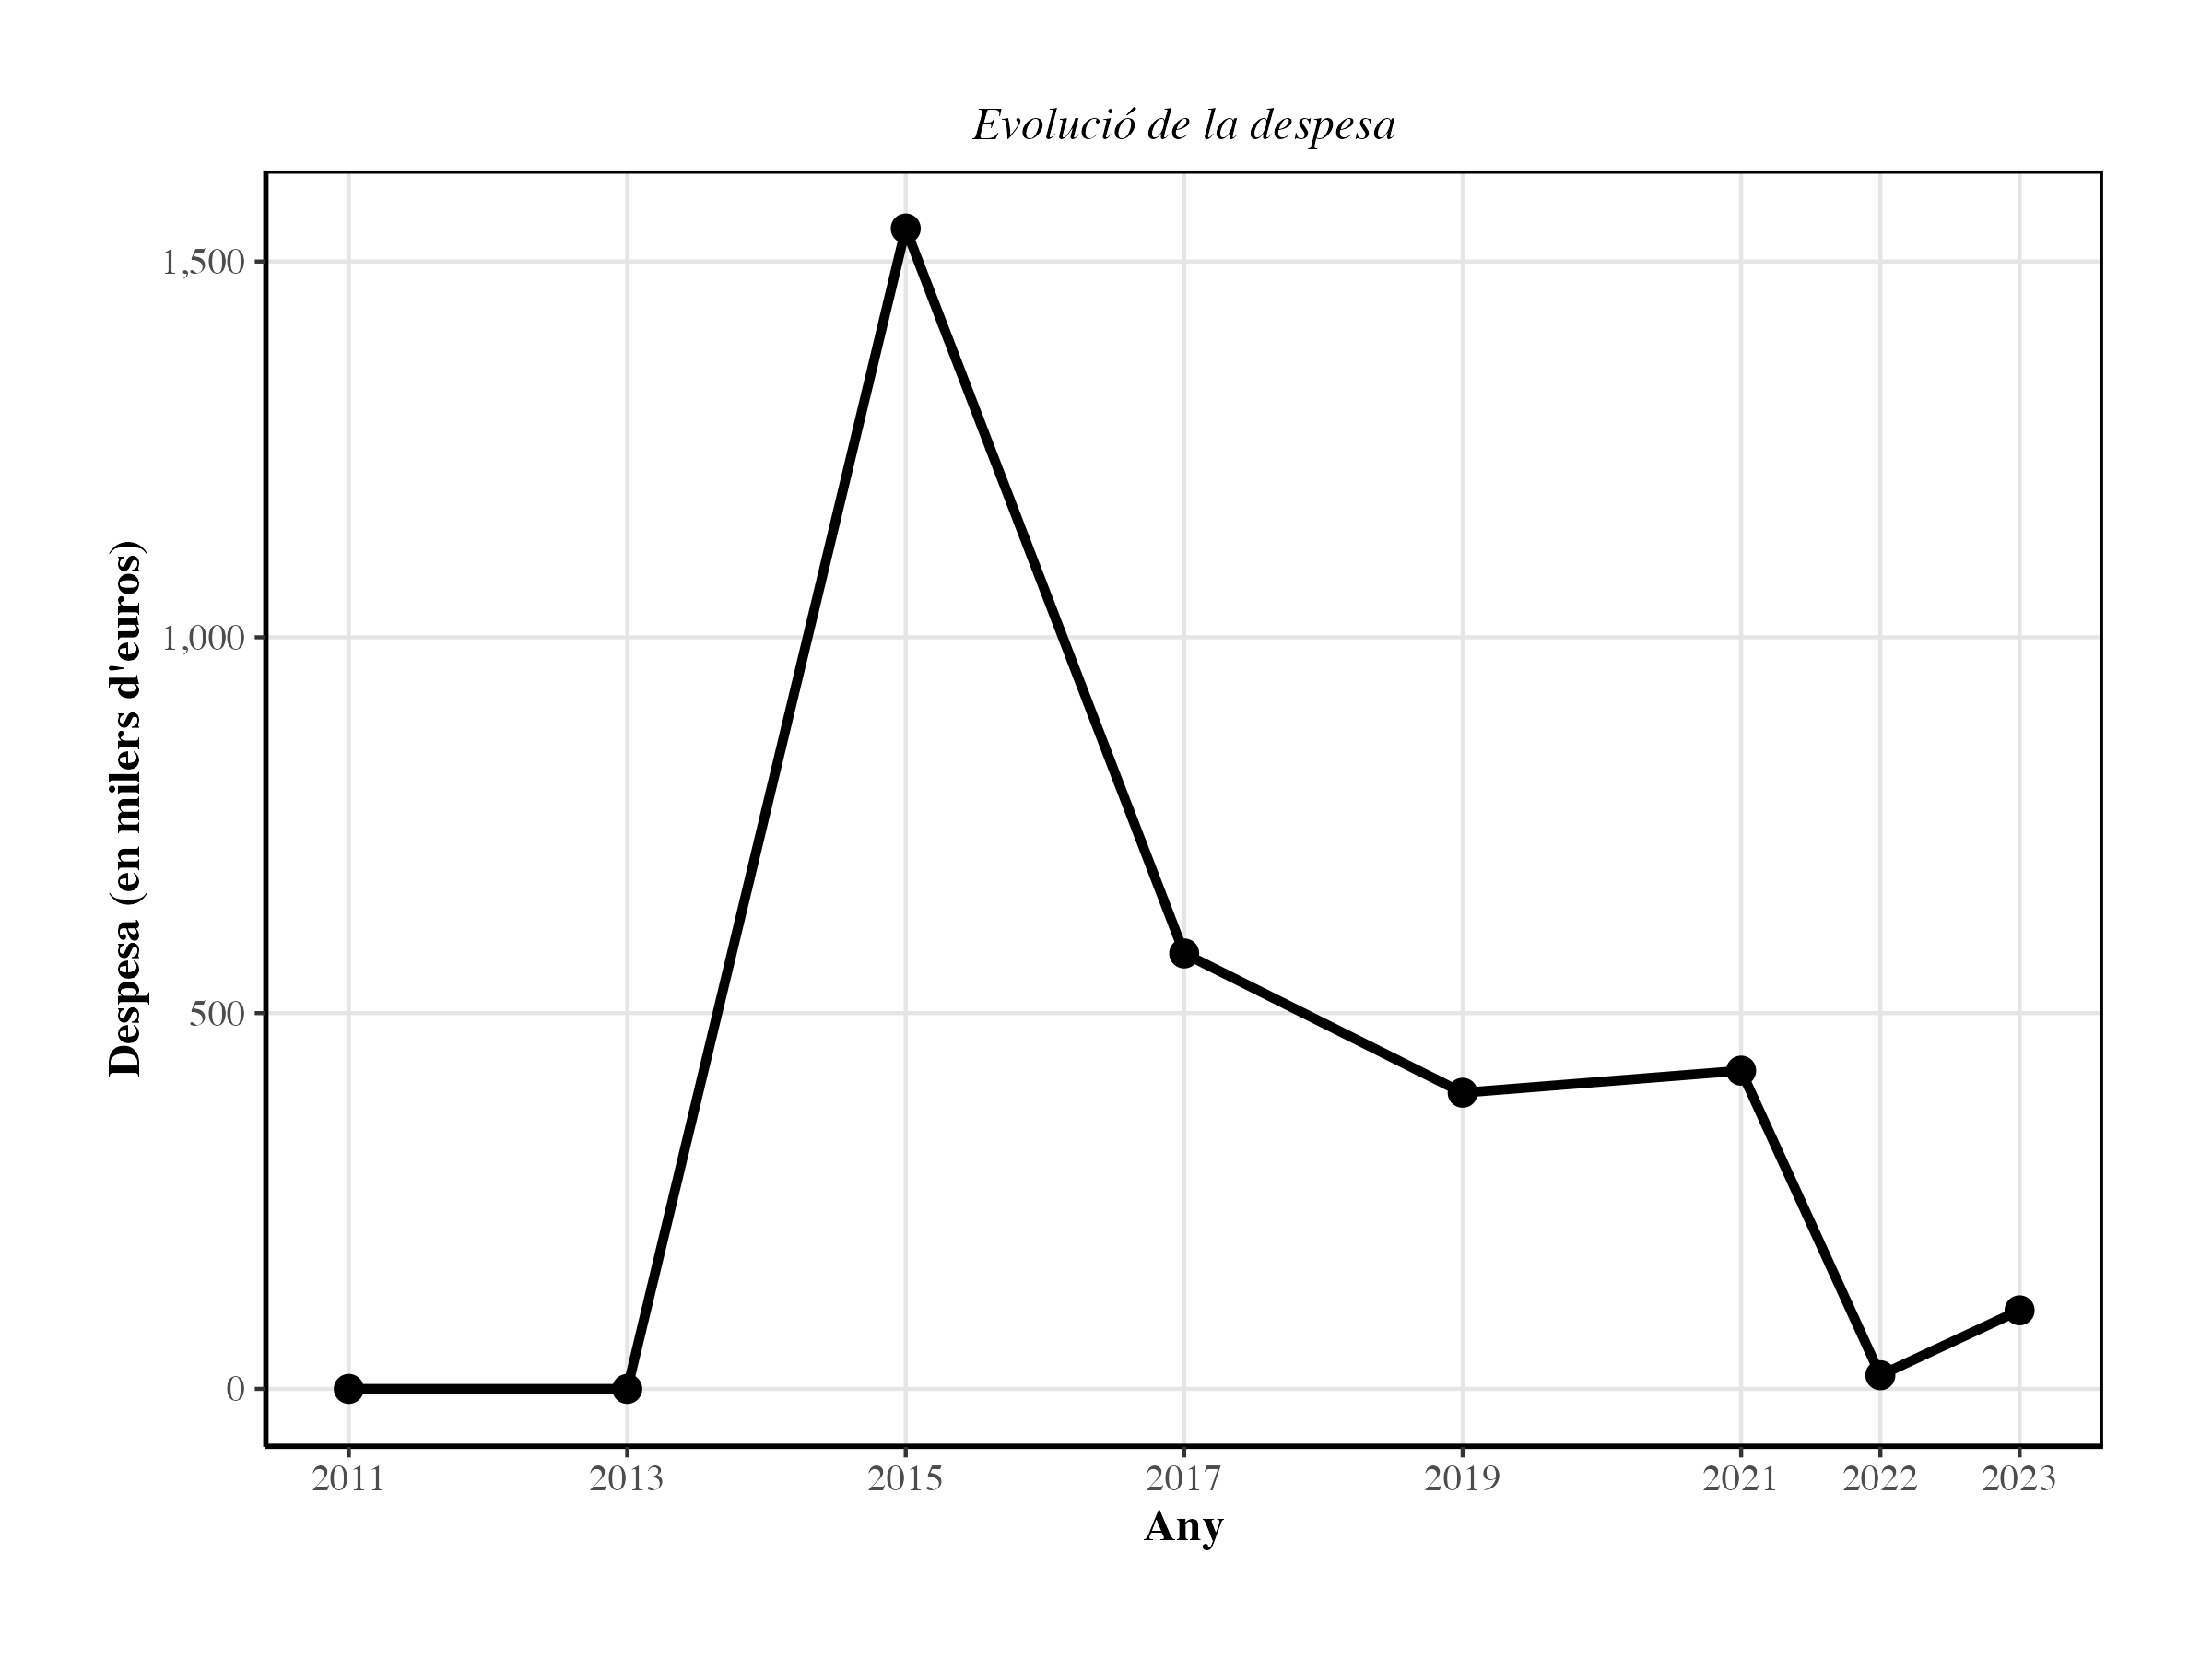 Evolució de la despesa
Despesa (en milers d'euros)
1,500
1,000
500
0
2011 2013 2015 2017 2019 2021 2022 2023
Any